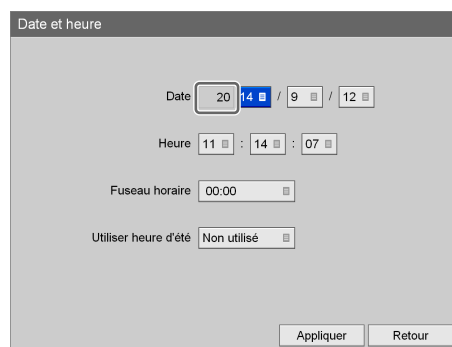 Date et heure
Date 20 14 / 9 / 12
Heure 11 : 14 : 07
Fuseau horaire 00:00
Utiliser heure d'été Non utilisé
Appliquer Retour